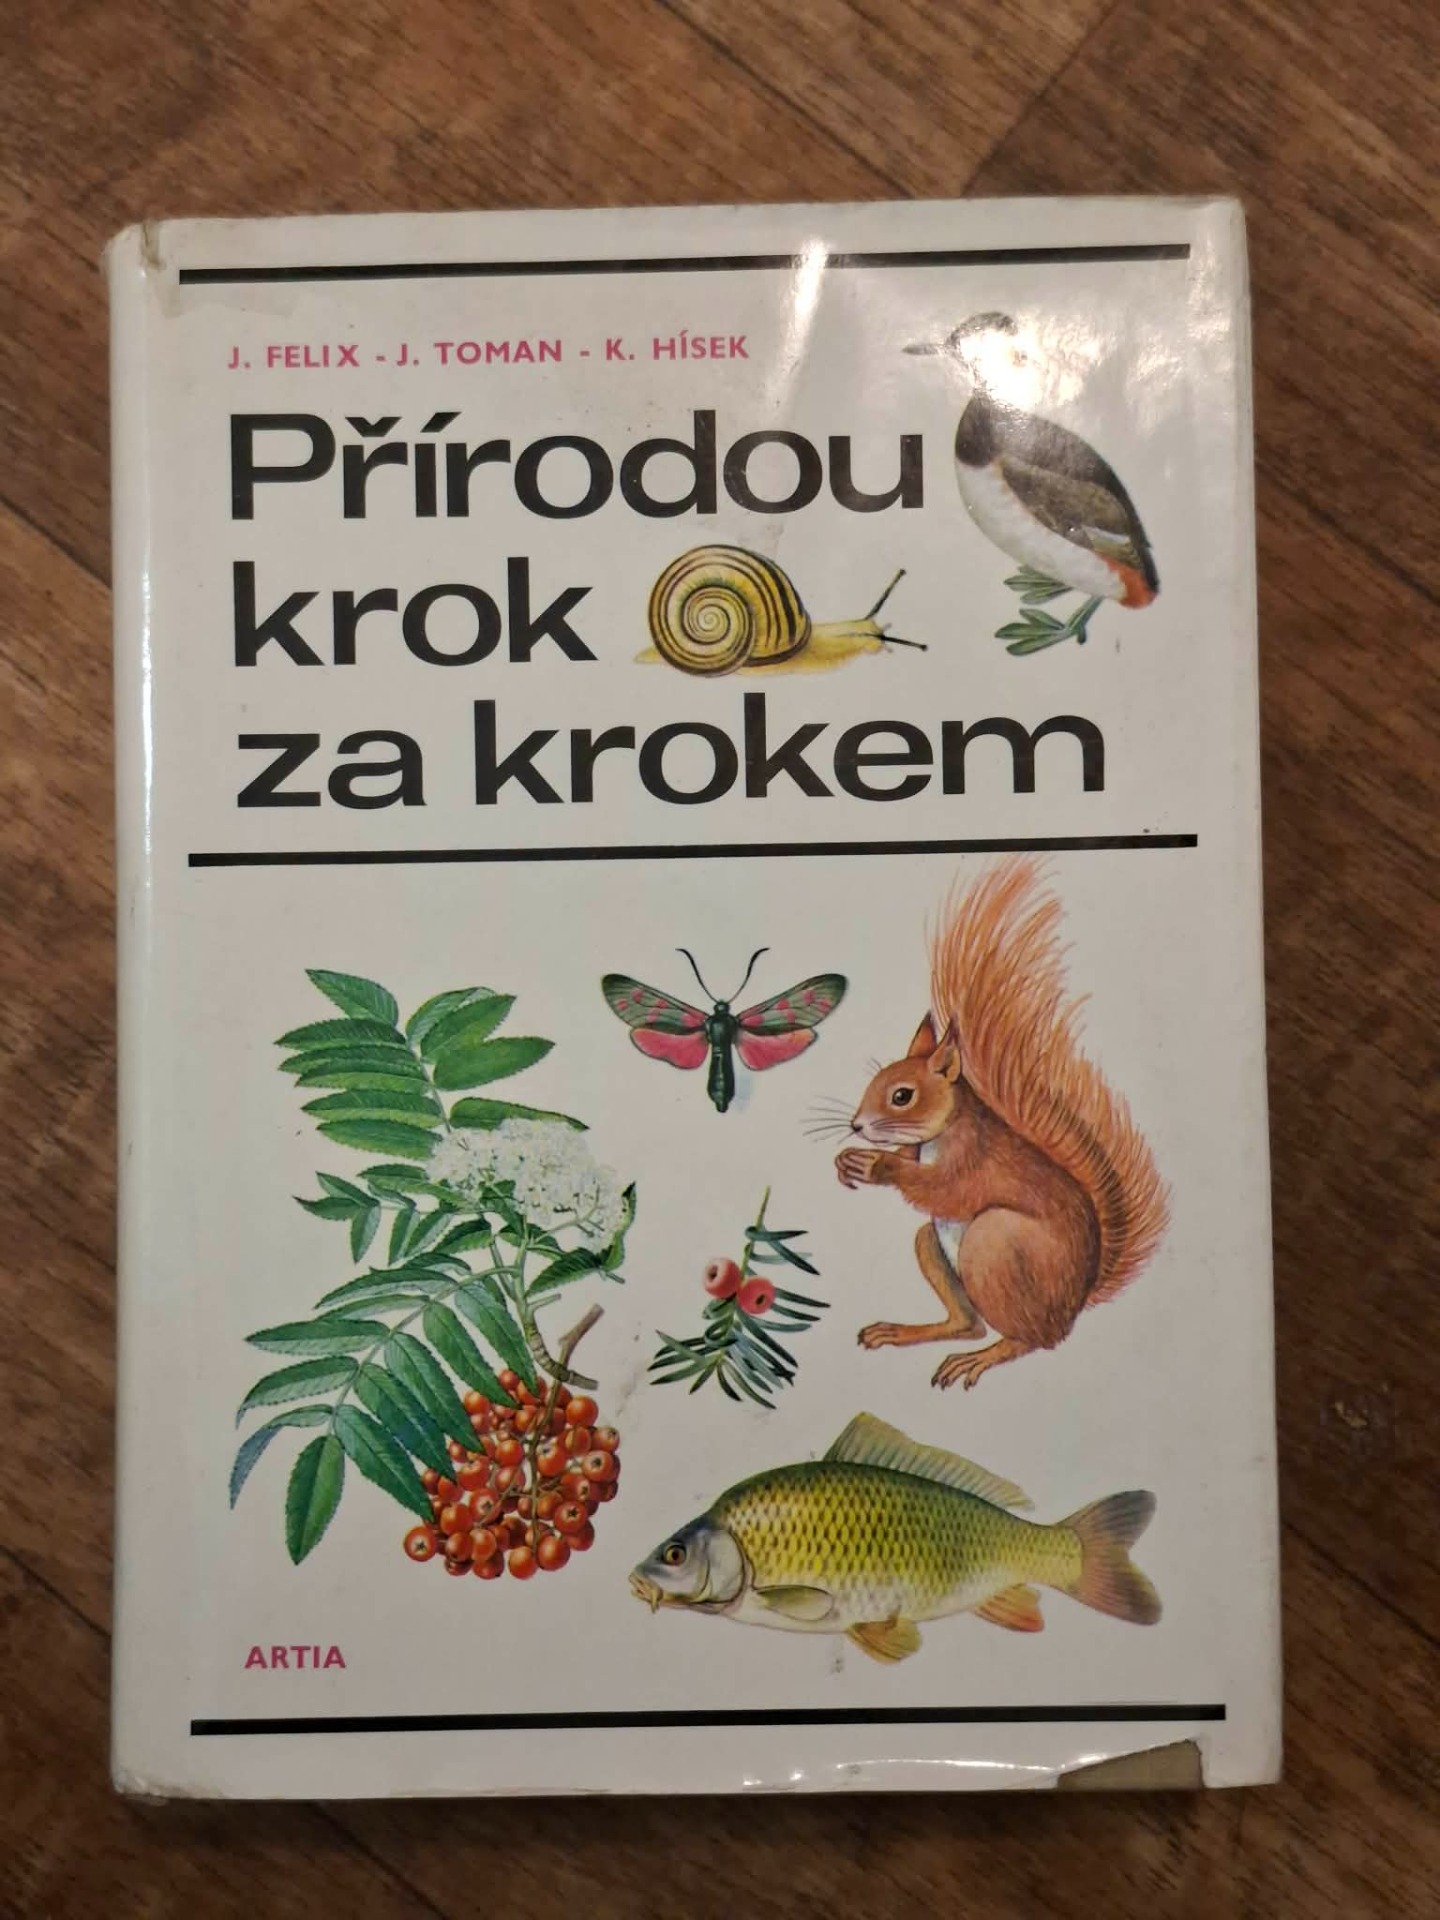 J. FELIX - J. TOMAN - K. HÍSEK
Přírodou
krok
za krokem
ARTIA